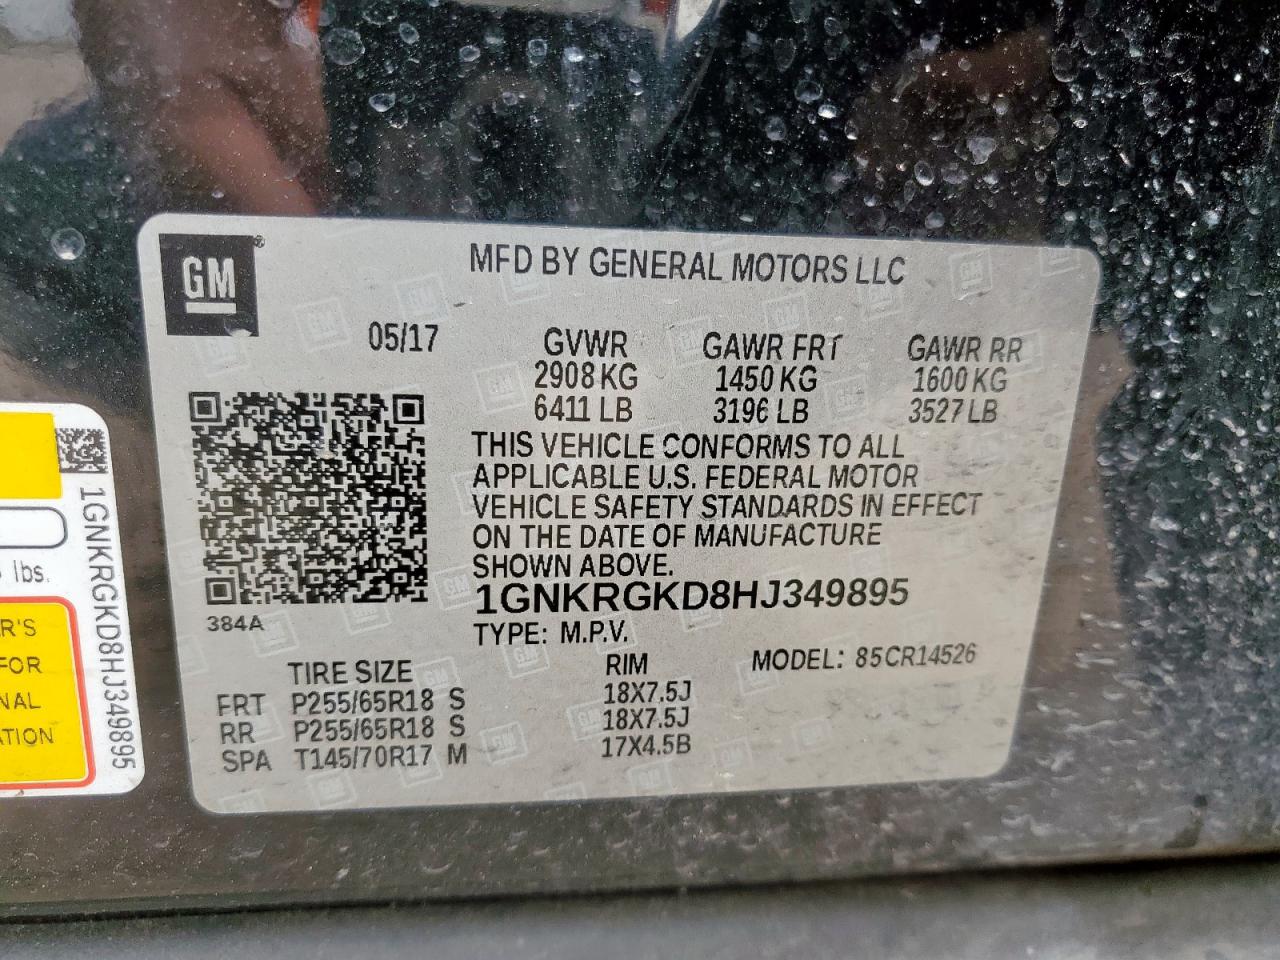 GM
MFD BY GENERAL MOTORS LLC
05/17
GVWR GAWR FRT GAWR RR
2908 KG 1450 KG 1600 KG
6411 LB 3196 LB 3527 LB
THIS VEHICLE CONFORMS TO ALL
APPLICABLE U.S. FEDERAL MOTOR
VEHICLE SAFETY STANDARDS IN EFFECT
ON THE DATE OF MANUFACTURE
SHOWN ABOVE.
1GNKRGKD8HJ349895
384A
TYPE: M.P.V.
TIRE SIZE RIM MODEL: 85CR14526
FRT P255/65R18 S 18X7.5J
RR P255/65R18 S 18X7.5J
SPA T145/70R17 M 17X4.5B
1GNKRGKD8HJ349895
lbs.
R'S
FOR
NAL
ATION